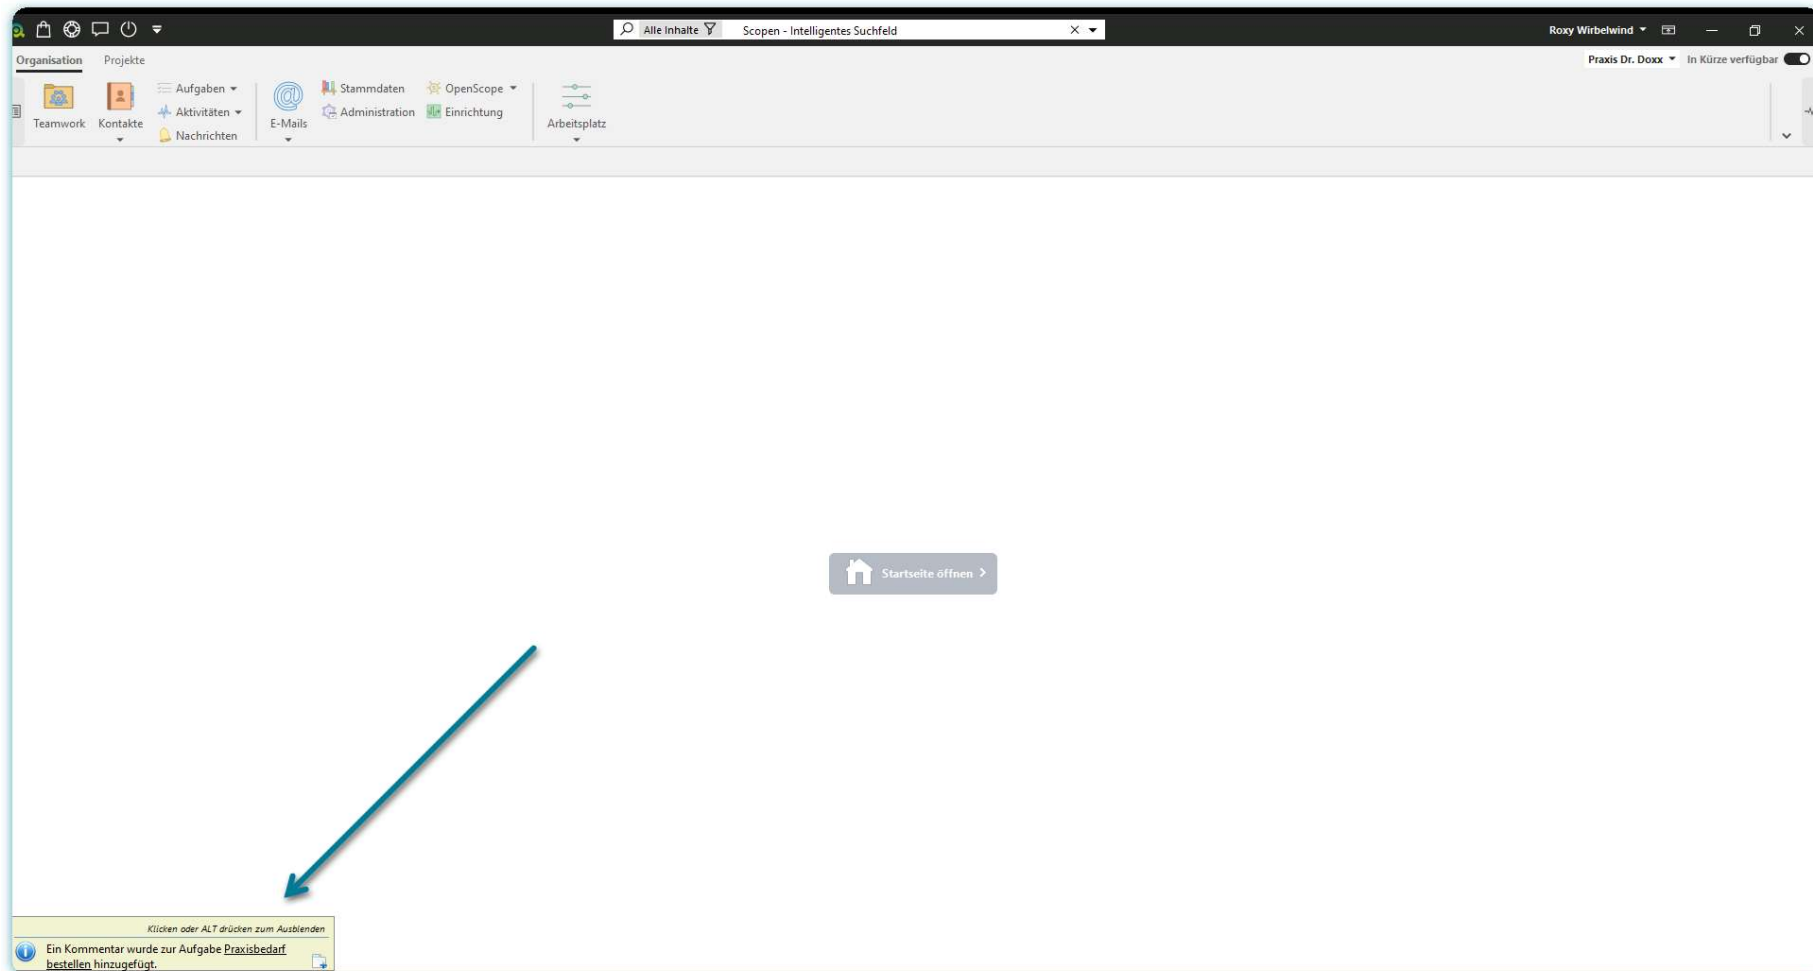 Alle Inhalte Scopen - Intelligentes Suchfeld Roxy Wirbelwind
Organisation Projekte Praxis Dr. Doxx In Kürze verfügbar
Teamwork
Kontakte
Aufgaben
Aktivitäten
Nachrichten
E-Mails
Stammdaten
Administration
OpenScope
Einrichtung
Arbeitsplatz
Startseite öffnen
Klicken oder ALT drücken zum Ausblenden
Ein Kommentar wurde zur Aufgabe Praxisbedarf
bestellen hinzugefügt.